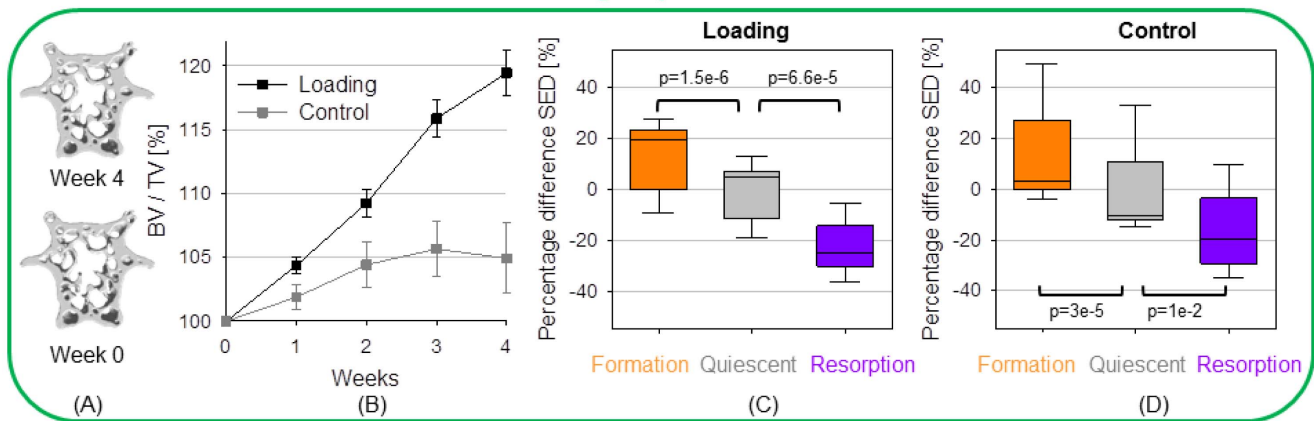 Week 4
Week 0
(A)
BV / TV [%]
120
115
110
105
100
Loading
Control
0 1 2 3 4
Weeks
(B)
Loading
Percentage difference SED [%]
40
20
0
-20
-40
p=1.5e-6
p=6.6e-5
Formation Quiescent Resorption
(C)
Control
Percentage difference SED [%]
40
20
0
-20
-40
p=3e-5
p=1e-2
Formation Quiescent Resorption
(D)